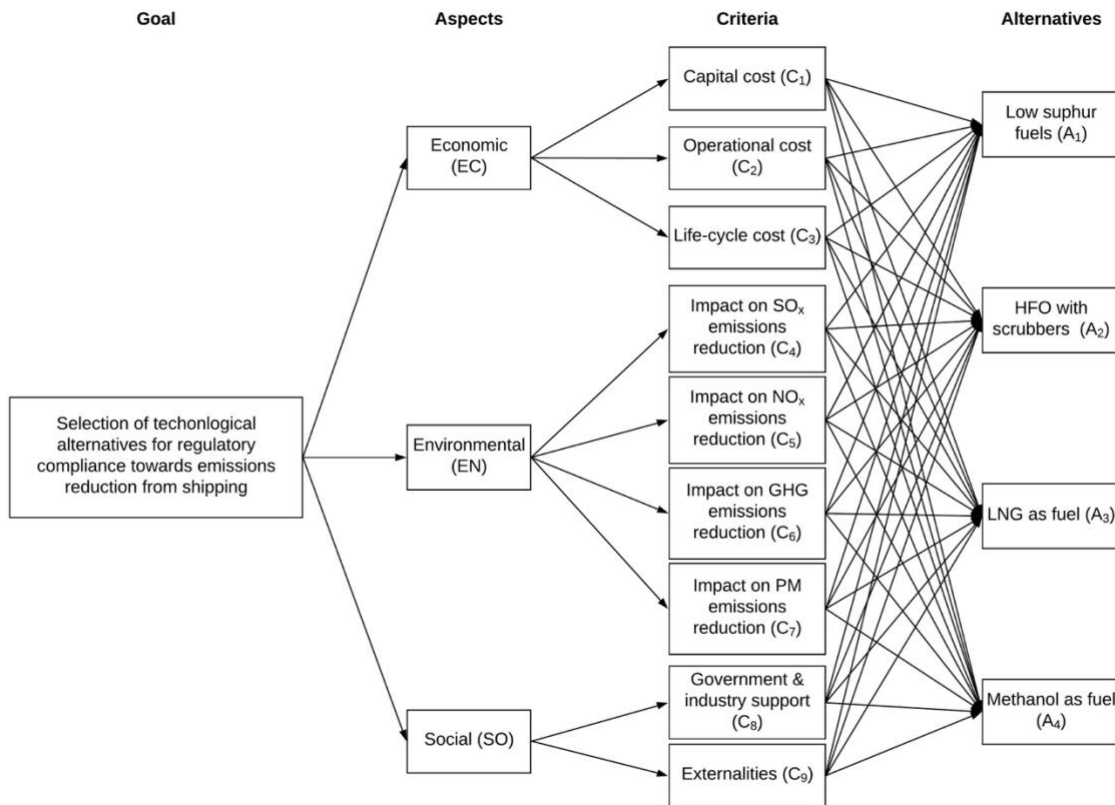 Goal
Aspects
Criteria
Alternatives
Selection of techonlogical
alternatives for regulatory
compliance towards emissions
reduction from shipping
Economic
(EC)
Environmental
(EN)
Social (SO)
Capital cost (C₁)
Operational cost
(C₂)
Life-cycle cost (C₃)
Impact on SOₓ
emissions
reduction (C₄)
Impact on NOₓ
emissions
reduction (C₅)
Impact on GHG
emissions
reduction (C₆)
Impact on PM
emissions
reduction (C₇)
Government &
industry support
(C₈)
Externalities (C₉)
Low suphur
fuels (A₁)
HFO with
scrubbers (A₂)
LNG as fuel (A₃)
Methanol as fuel
(A₄)